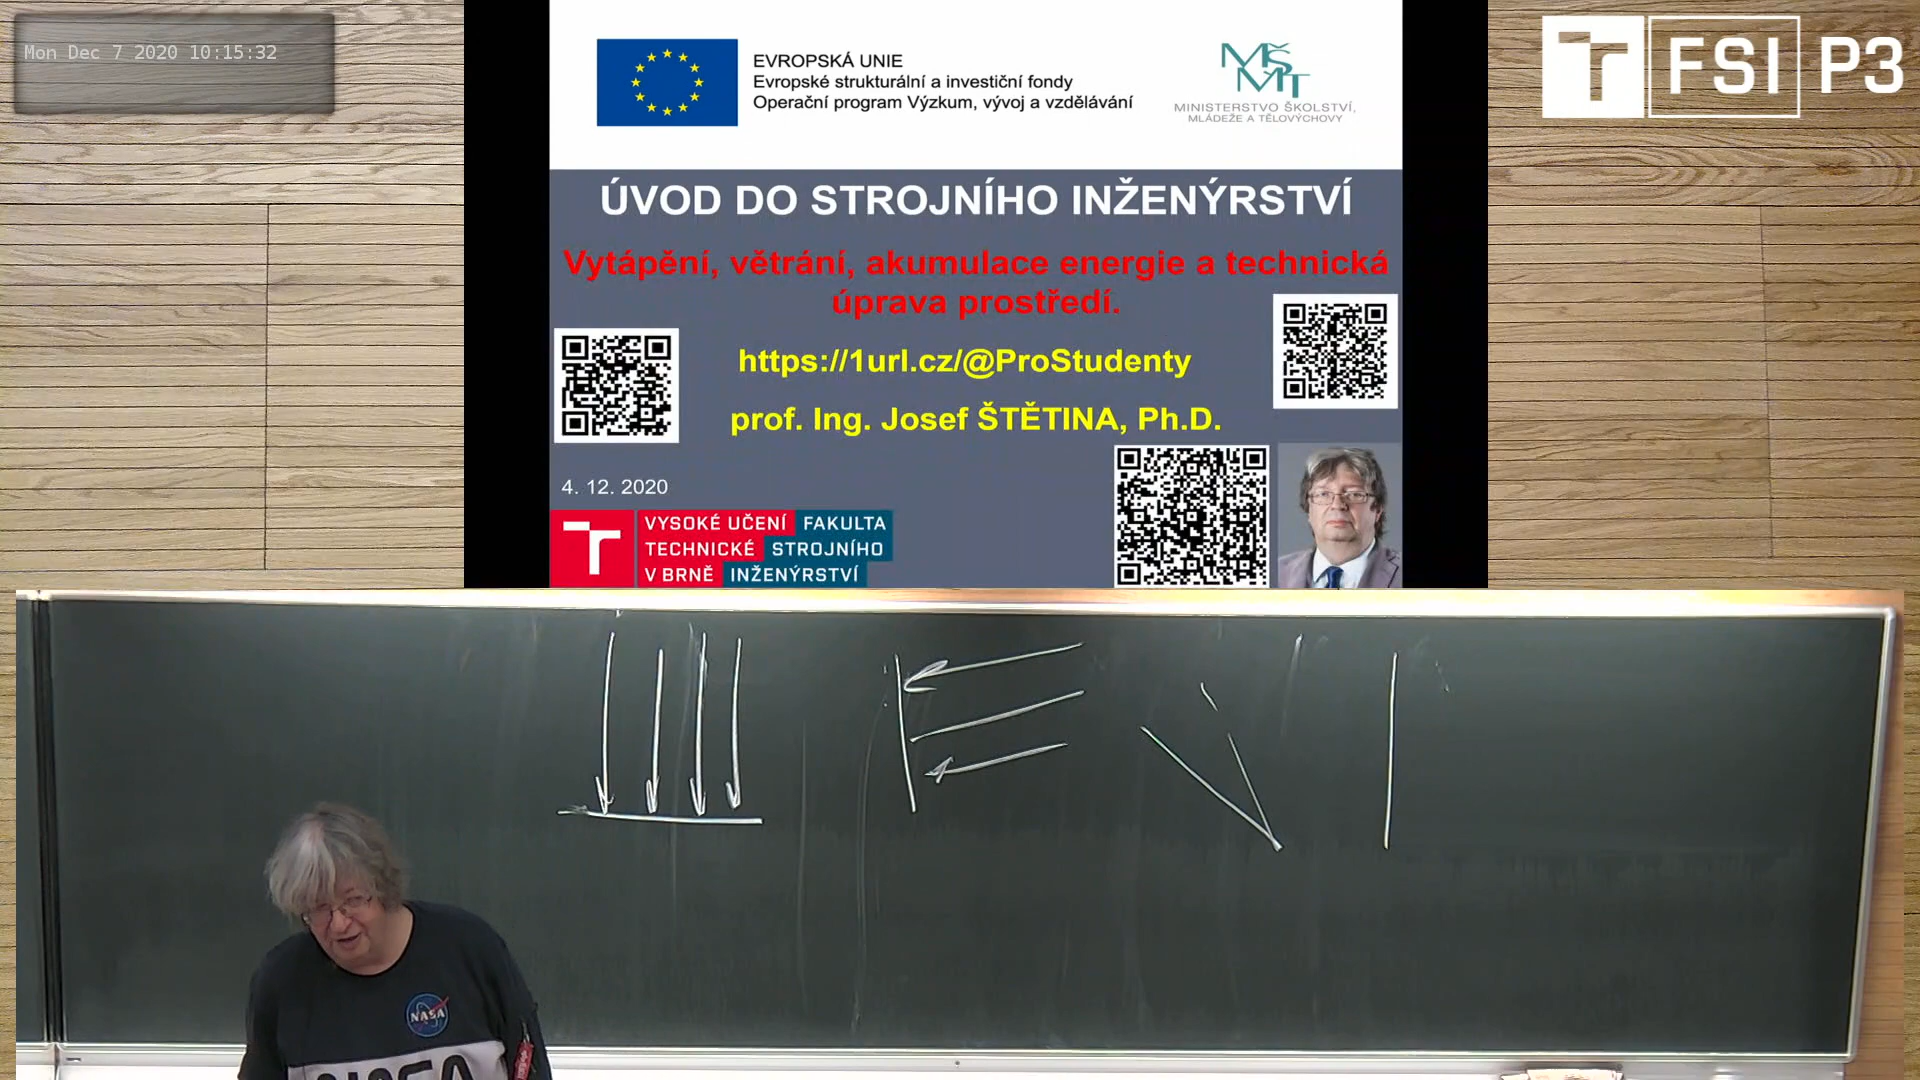 Mon Dec 7 2020 10:15:32
EVROPSKÁ UNIE
Evropské strukturální a investiční fondy
Operační program Výzkum, vývoj a vzdělávání
MŠMT
MINISTERSTVO ŠKOLSTVÍ,
MLÁDEŽE A TĚLOVÝCHOVY
T FSI P3
ÚVOD DO STROJNÍHO INŽENÝRSTVÍ
Vytápění, větrání, akumulace energie a technická
úprava prostředí.
https://1url.cz/@ProStudenty
prof. Ing. Josef ŠTĚTINA, Ph.D.
4. 12. 2020
T VYSOKÉ UČENÍ FAKULTA
TECHNICKÉ STROJNÍHO
V BRNĚ INŽENÝRSTVÍ
NASA
NASA